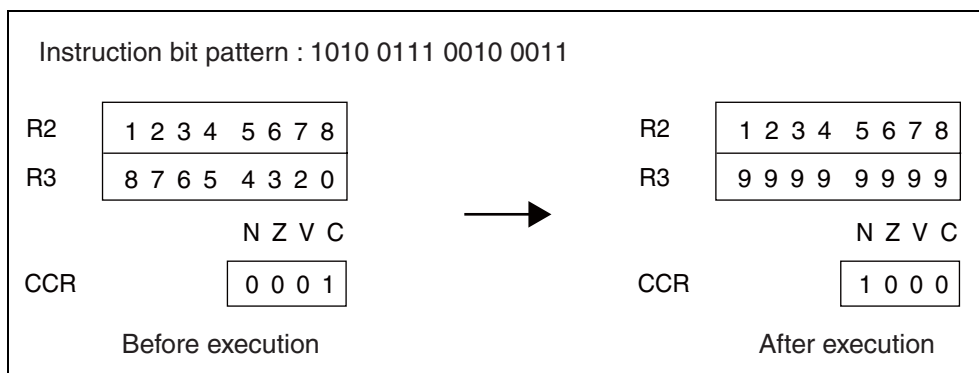 Instruction bit pattern : 1010 0111 0010 0011
R2 1 2 3 4 5 6 7 8 R2 1 2 3 4 5 6 7 8
R3 8 7 6 5 4 3 2 0 R3 9 9 9 9 9 9 9 9
N Z V C N Z V C
CCR 0 0 0 1 CCR 1 0 0 0
Before execution After execution